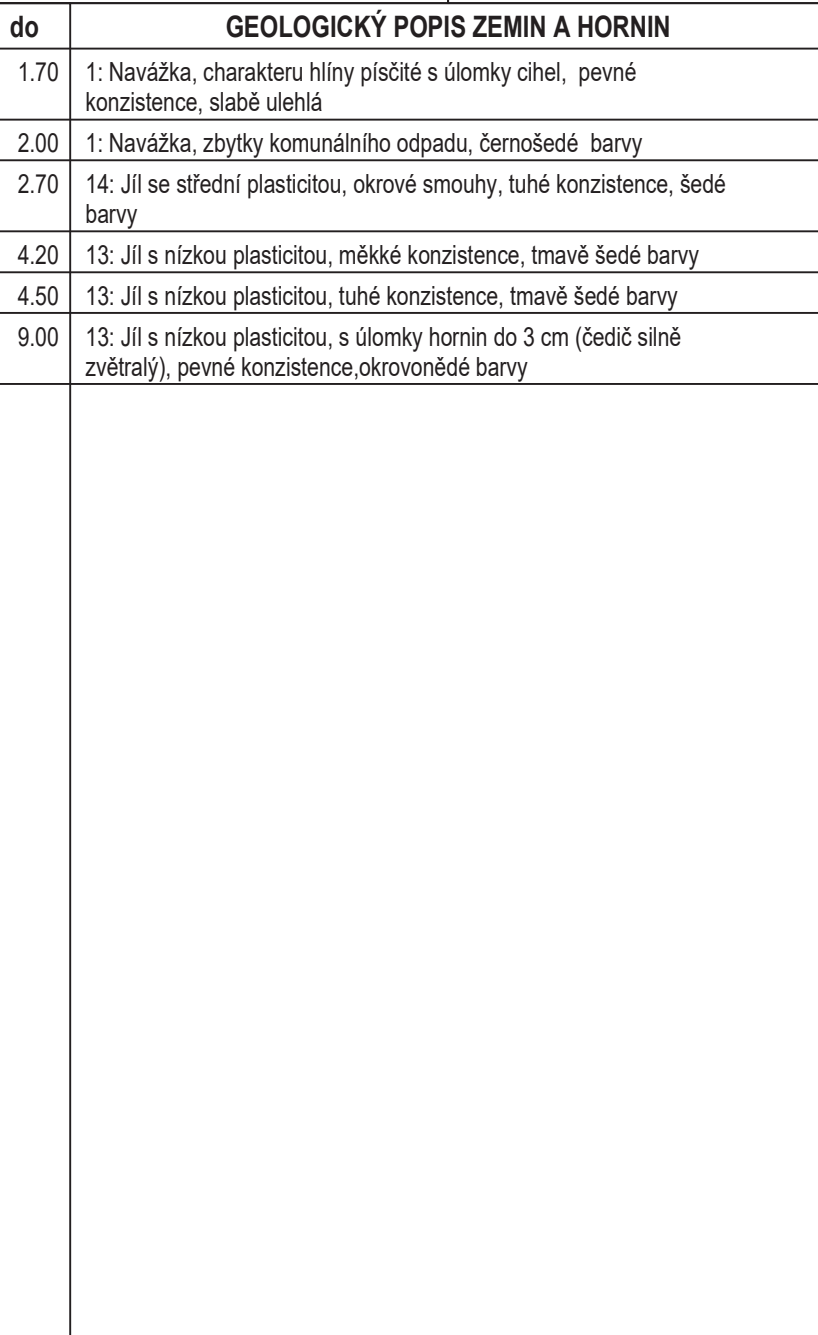 do GEOLOGICKÝ POPIS ZEMIN A HORNIN
1.70 1: Navážka, charakteru hlíny písčité s úlomky cihel, pevné
konzistence, slabě ulehlá
2.00 1: Navážka, zbytky komunálního odpadu, černošedé barvy
2.70 14: Jíl se střední plasticitou, okrové smouhy, tuhé konzistence, šedé
barvy
4.20 13: Jíl s nízkou plasticitou, měkké konzistence, tmavě šedé barvy
4.50 13: Jíl s nízkou plasticitou, tuhé konzistence, tmavě šedé barvy
9.00 13: Jíl s nízkou plasticitou, s úlomky hornin do 3 cm (čedič silně
zvětralý), pevné konzistence,okrovonědé barvy